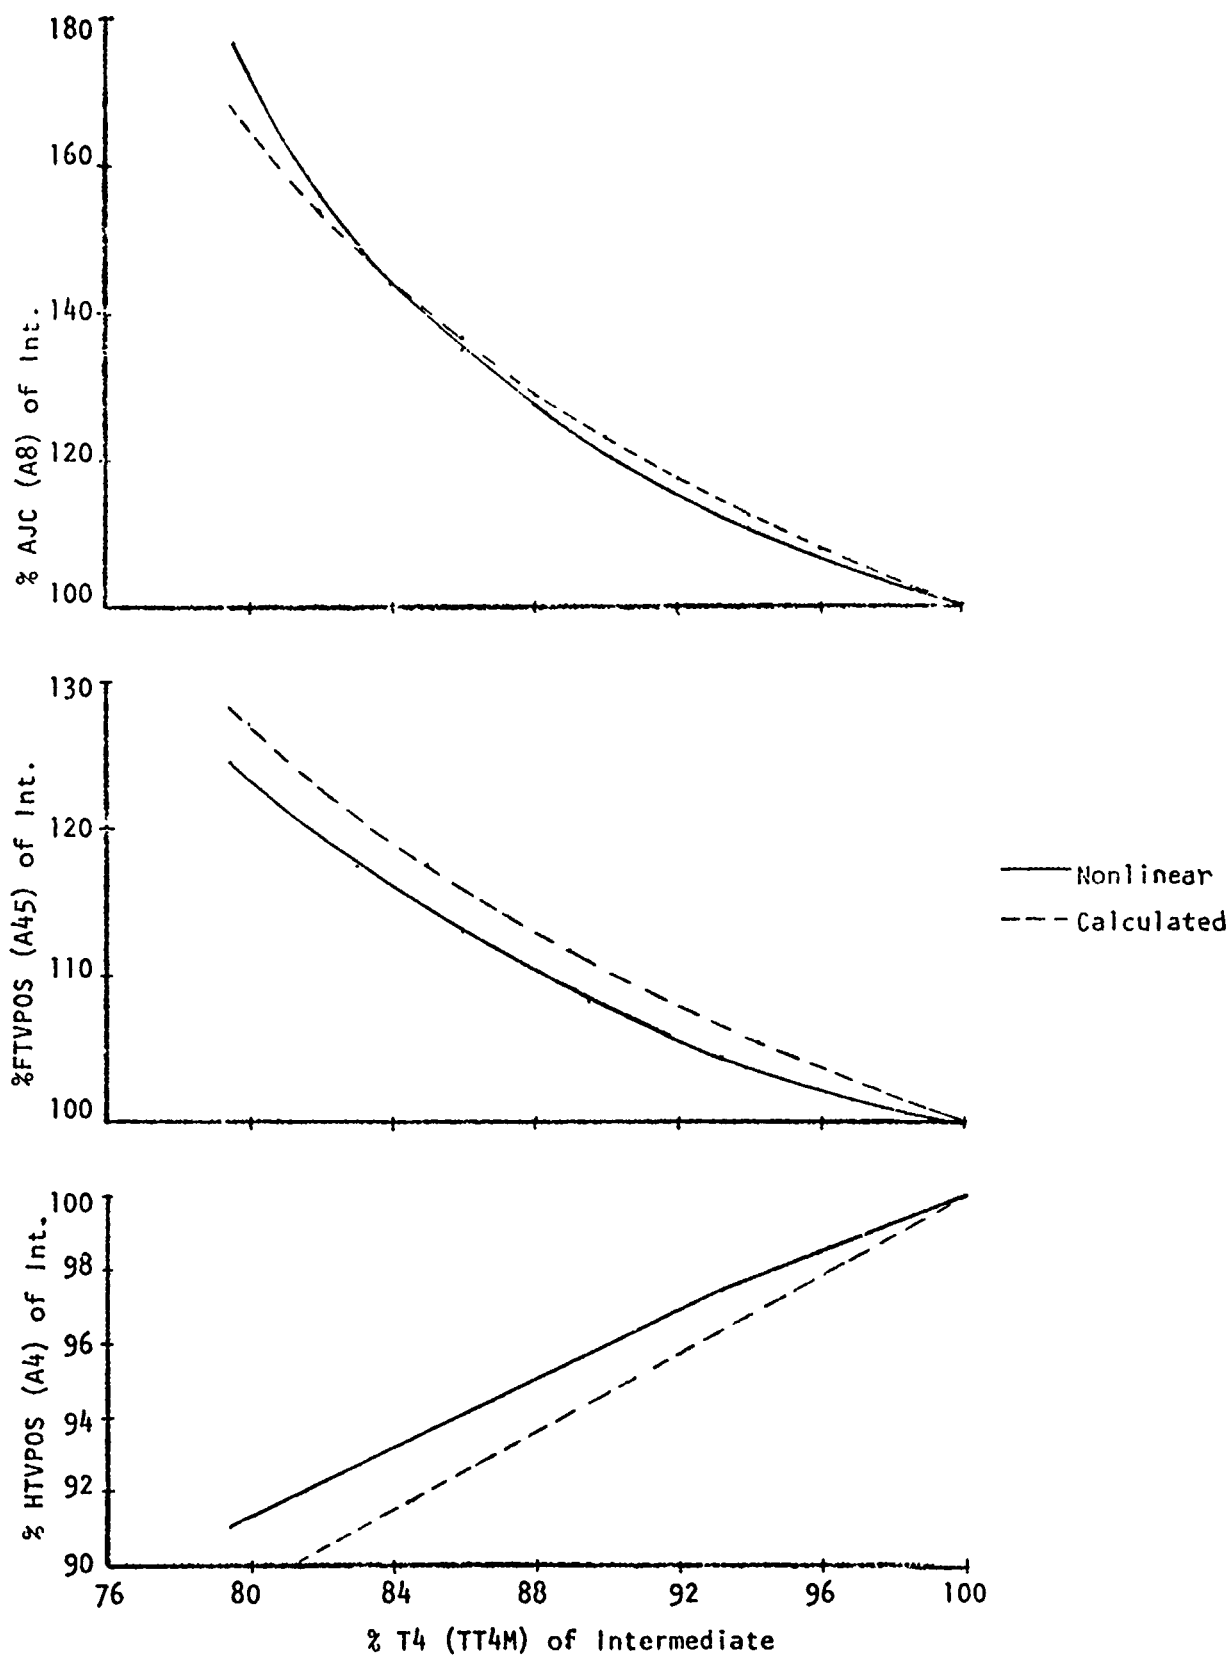 180
160
140
120
100
% AJC (A8) of Int.
130
120
110
100
%FTVPOS (A45) of Int.
Nonlinear
Calculated
100
98
96
94
92
90
% HTVPOS (A4) of Int.
76 80 84 88 92 96 100
% T4 (TT4M) of Intermediate